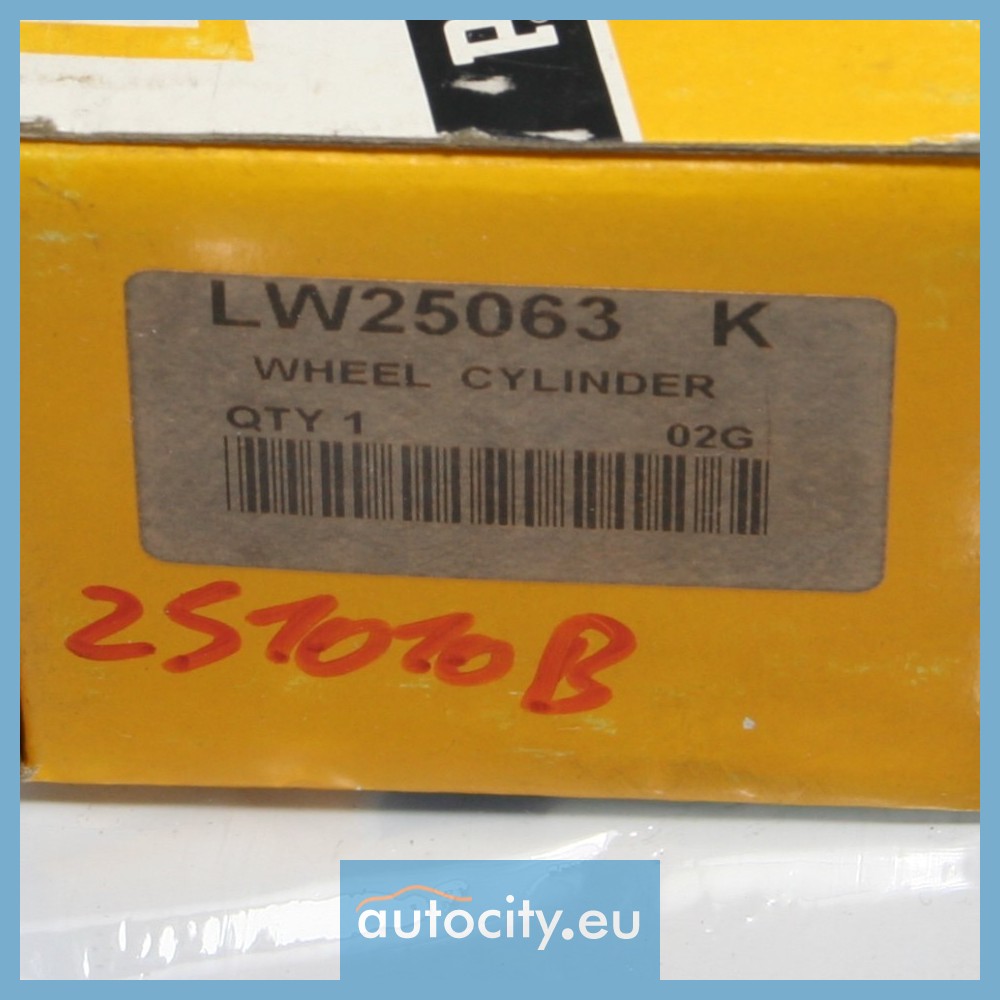 LW25063 K
WHEEL CYLINDER
QTY 1 02G
251010B
autocity.eu